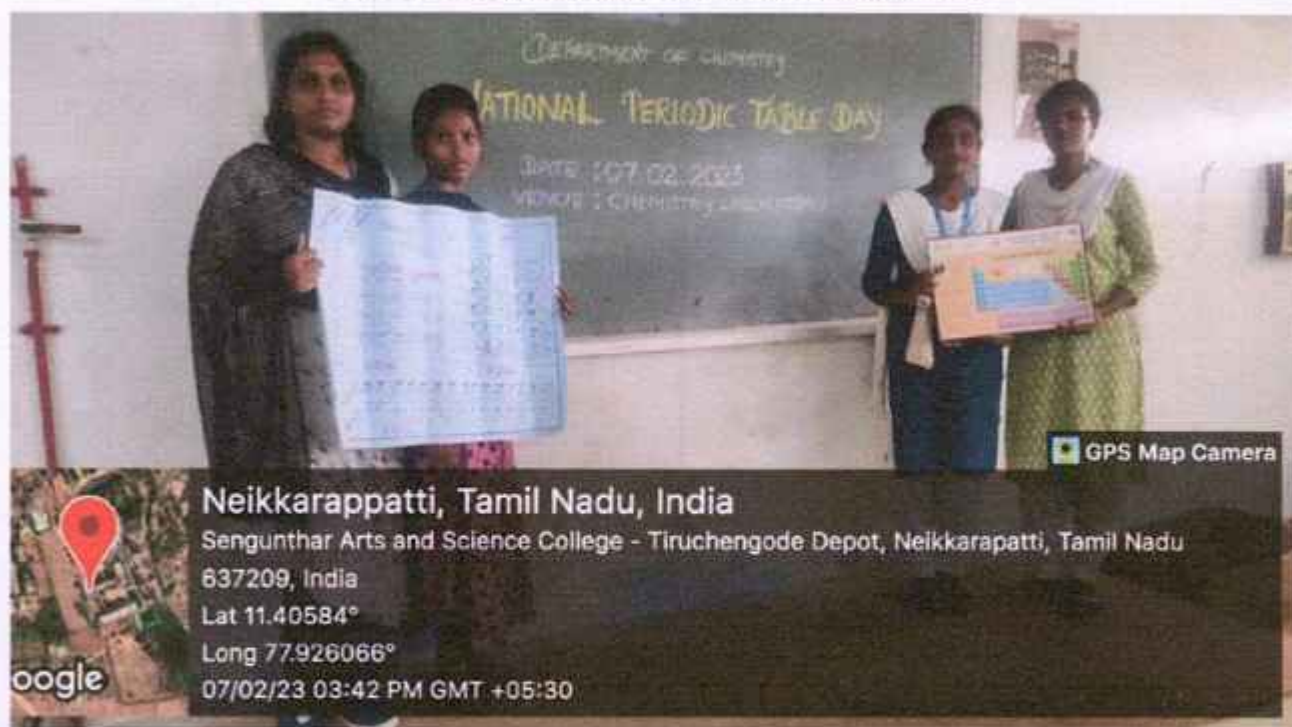 DEPARTMENT OF CHEMISTRY
NATIONAL PERIODIC TABLE DAY
DATE : 07.02.2023
VENUE : CHEMISTRY LABORATORY
GPS Map Camera
Neikkarappatti, Tamil Nadu, India
Sengunthar Arts and Science College - Tiruchengode Depot, Neikkarapatti, Tamil Nadu
637209, India
Lat 11.40584°
Long 77.926066°
07/02/23 03:42 PM GMT +05:30
oogle